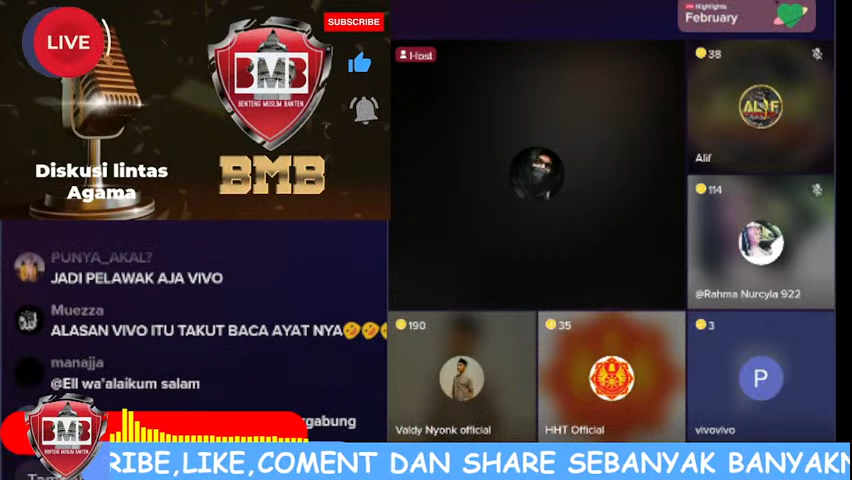 LIVE
SUBSCRIBE
BMB
BENTENG MUSLIM BANTEN
BMB
Diskusi lintas
Agama
Highlights
February
Host
38
ALIF
Alif
114
@Rahma Nurcyla 922
PUNYA_AKAL?
JADI PELAWAK AJA VIVO
Muezza
ALASAN VIVO ITU TAKUT BACA AYAT NYA🤣🤣🤣
manajja
@Ell wa'alaikum salam
rgabung
190
Valdy Nyonk official
35
HHT Official
3
P
vivovivo
BMB
RIBE,LIKE,COMENT DAN SHARE SEBANYAK BANYAKN